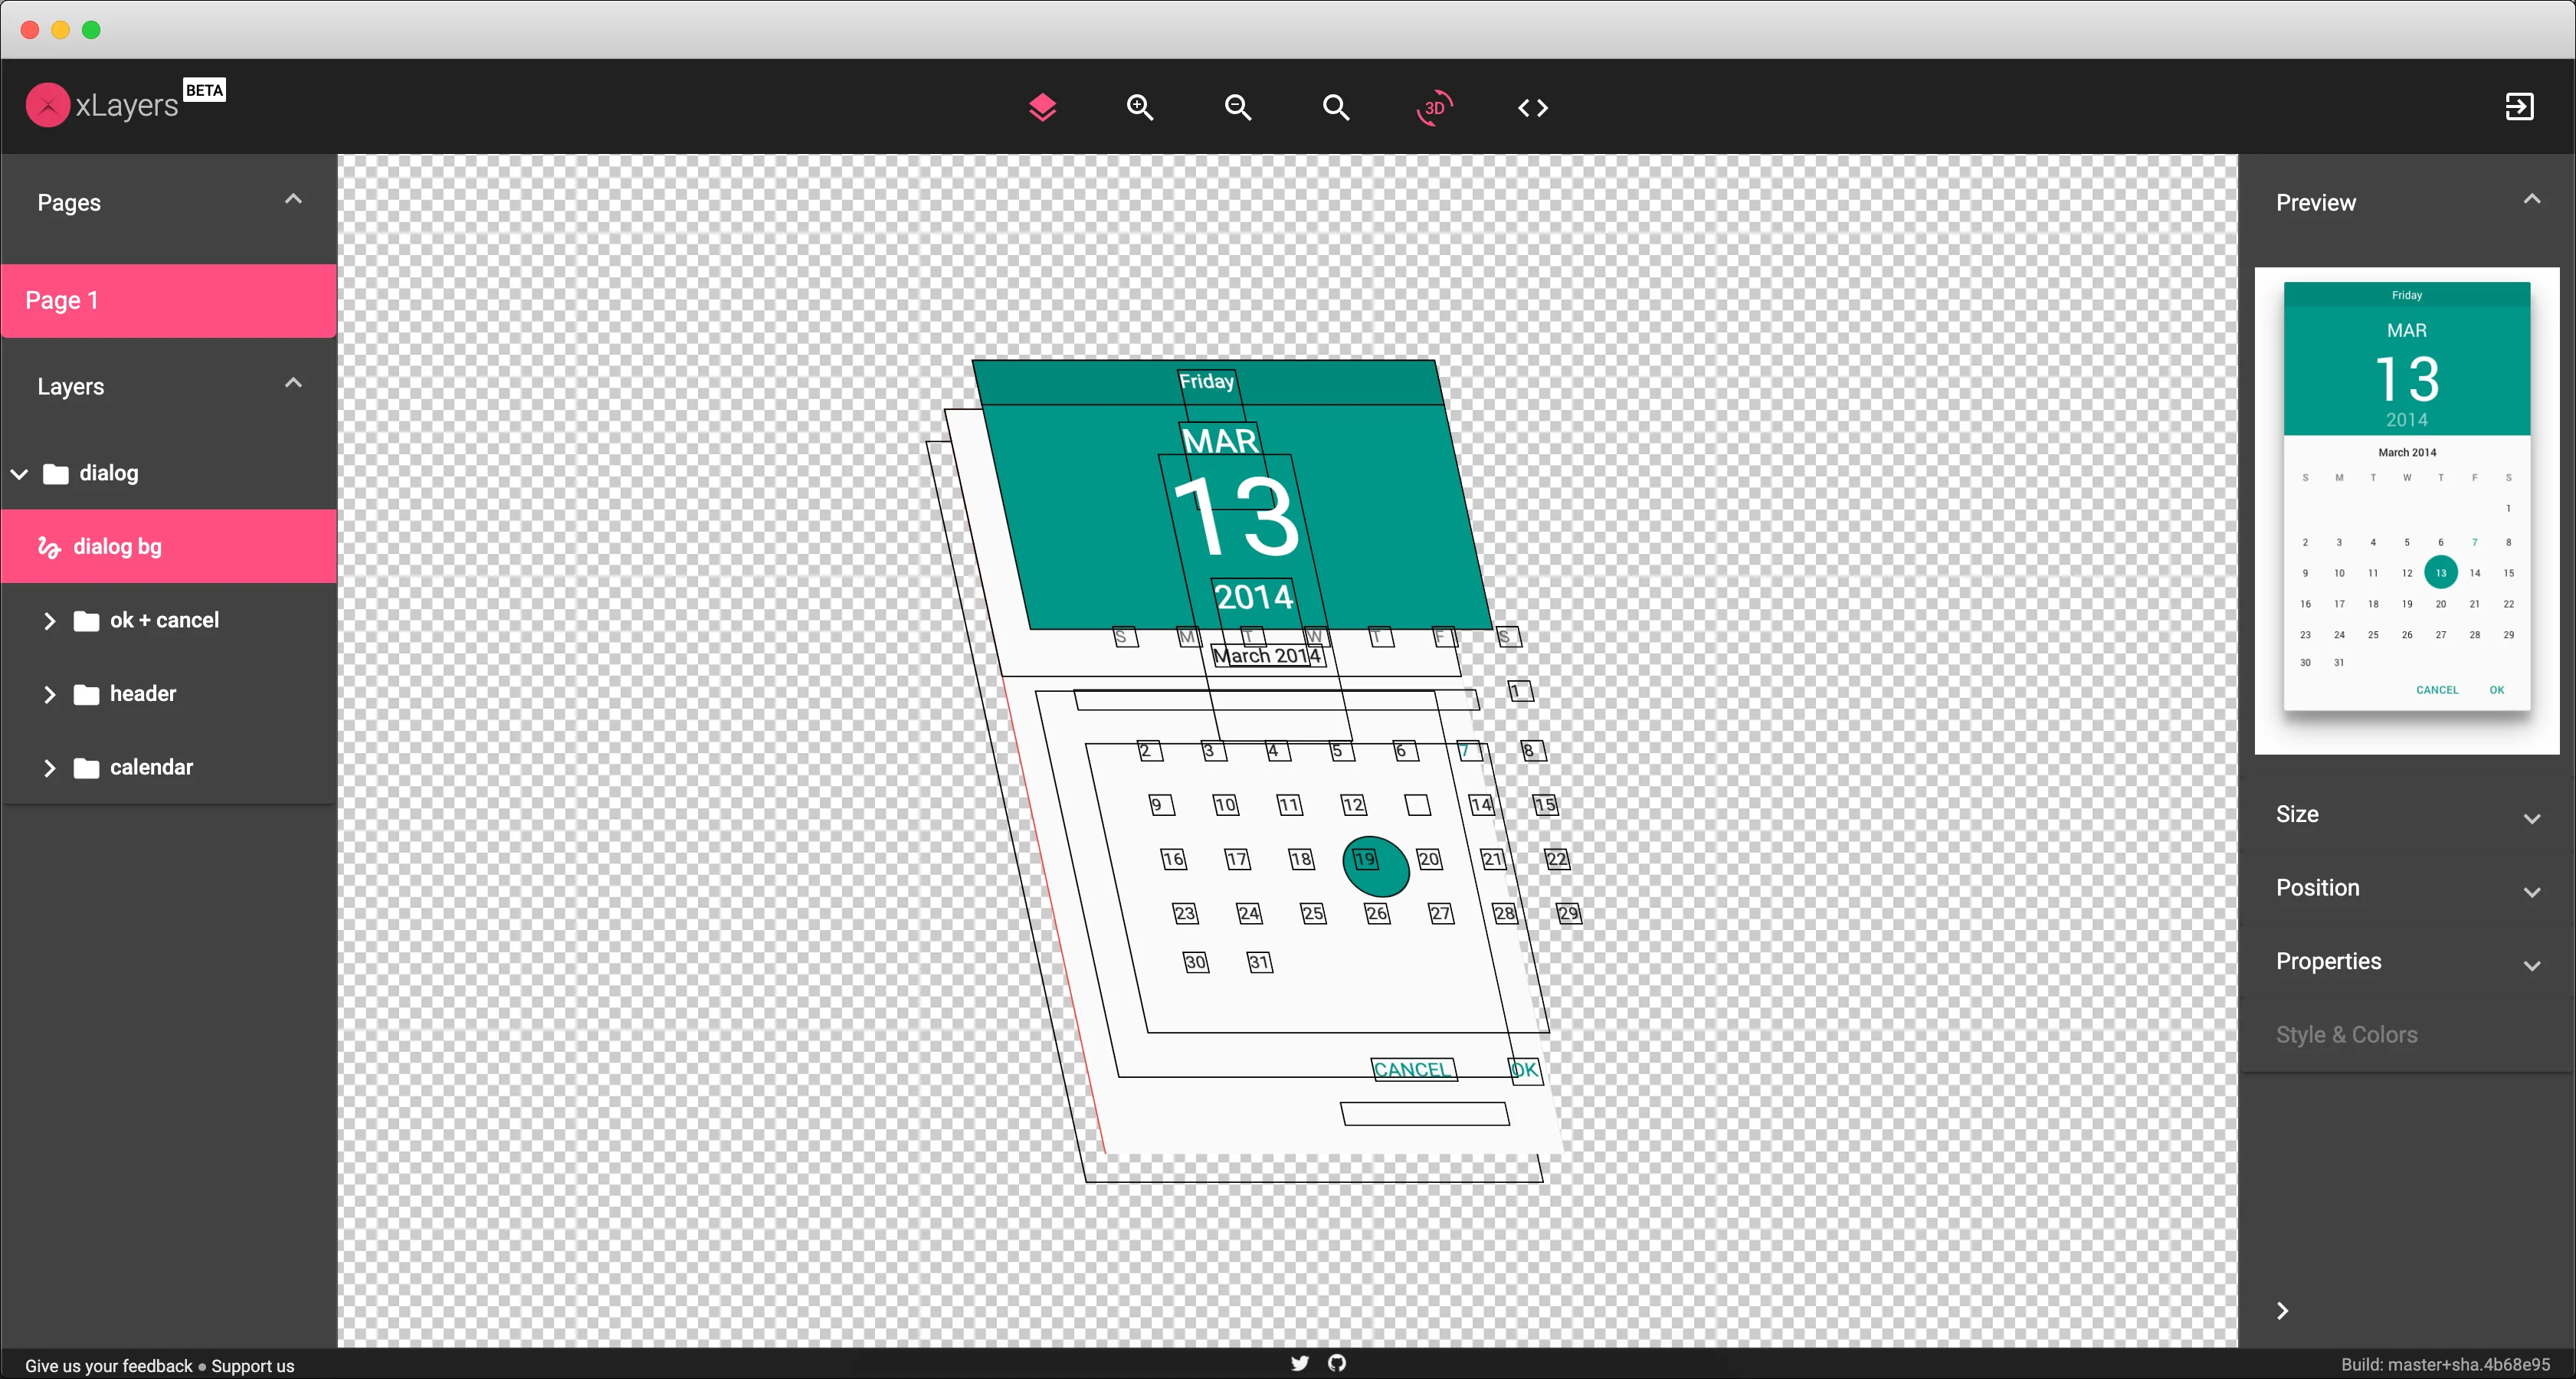 xLayers BETA
3D
Pages
Page 1
Layers
dialog
dialog bg
ok + cancel
header
calendar
Friday
MAR
13
2014
S M T W T F S
March 2014
1
2 3 4 5 6 7 8
9 10 11 12 14 15
16 17 18 19 20 21 22
23 24 25 26 27 28 29
30 31
CANCEL OK
Preview
Friday
MAR
13
2014
March 2014
S M T W T F S
1
2 3 4 5 6 7 8
9 10 11 12 13 14 15
16 17 18 19 20 21 22
23 24 25 26 27 28 29
30 31
CANCEL OK
Size
Position
Properties
Style & Colors
Give us your feedback ● Support us
Build: master+sha.4b68e95